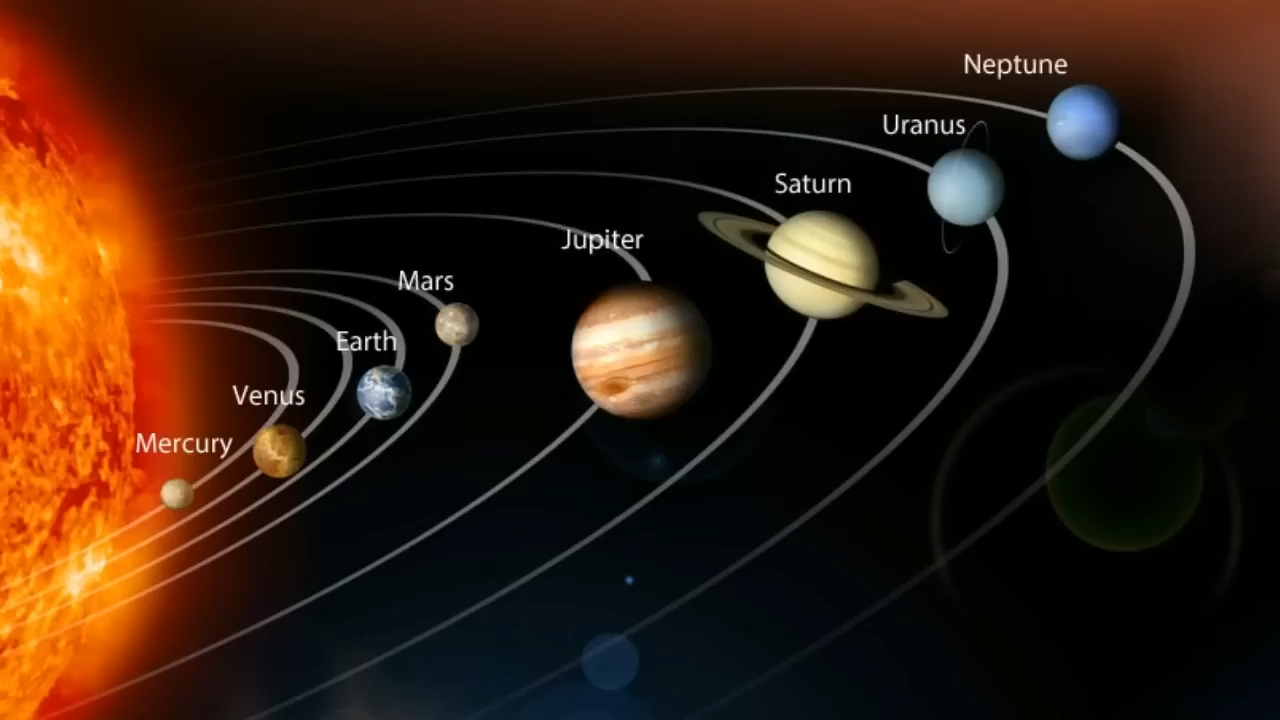 Neptune
Uranus
Saturn
Jupiter
Mars
Earth
Venus
Mercury